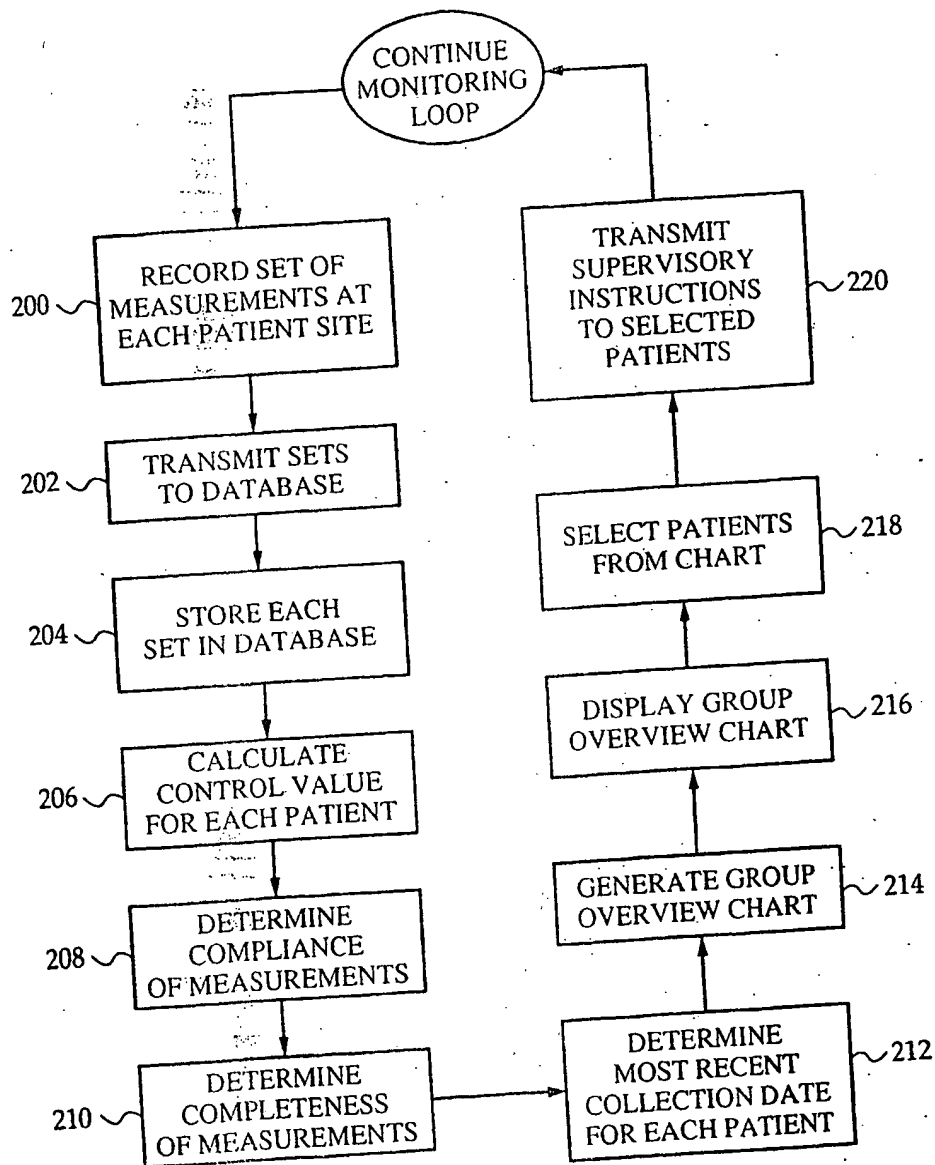 CONTINUE
MONITORING
LOOP
200
RECORD SET OF
MEASUREMENTS AT
EACH PATIENT SITE
202
TRANSMIT SETS
TO DATABASE
204
STORE EACH
SET IN DATABASE
206
CALCULATE
CONTROL VALUE
FOR EACH PATIENT
208
DETERMINE
COMPLIANCE
OF MEASUREMENTS
210
DETERMINE
COMPLETENESS
OF MEASUREMENTS
DETERMINE
MOST RECENT
COLLECTION DATE
FOR EACH PATIENT
212
GENERATE GROUP
OVERVIEW CHART
214
DISPLAY GROUP
OVERVIEW CHART
216
SELECT PATIENTS
FROM CHART
218
TRANSMIT
SUPERVISORY
INSTRUCTIONS
TO SELECTED
PATIENTS
220